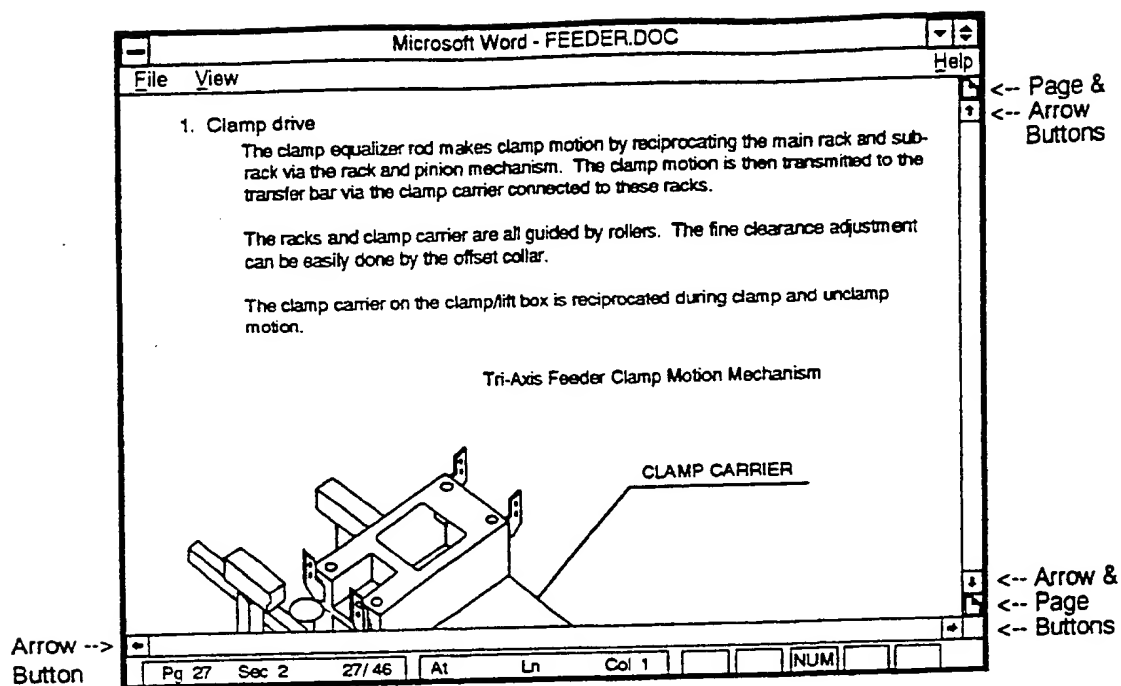 Microsoft Word - FEEDER.DOC
File View Help
<-- Page &
<-- Arrow
Buttons
1. Clamp drive
The clamp equalizer rod makes clamp motion by reciprocating the main rack and sub-
rack via the rack and pinion mechanism. The clamp motion is then transmitted to the
transfer bar via the clamp carrier connected to these racks.
The racks and clamp carrier are all guided by rollers. The fine clearance adjustment
can be easily done by the offset collar.
The clamp carrier on the clamp/lift box is reciprocated during clamp and unclamp
motion.
Tri-Axis Feeder Clamp Motion Mechanism
CLAMP CARRIER
<-- Arrow &
<-- Page
<-- Buttons
Arrow -->
Button
Pg 27 Sec 2 27/46 At Ln Col 1 NUM